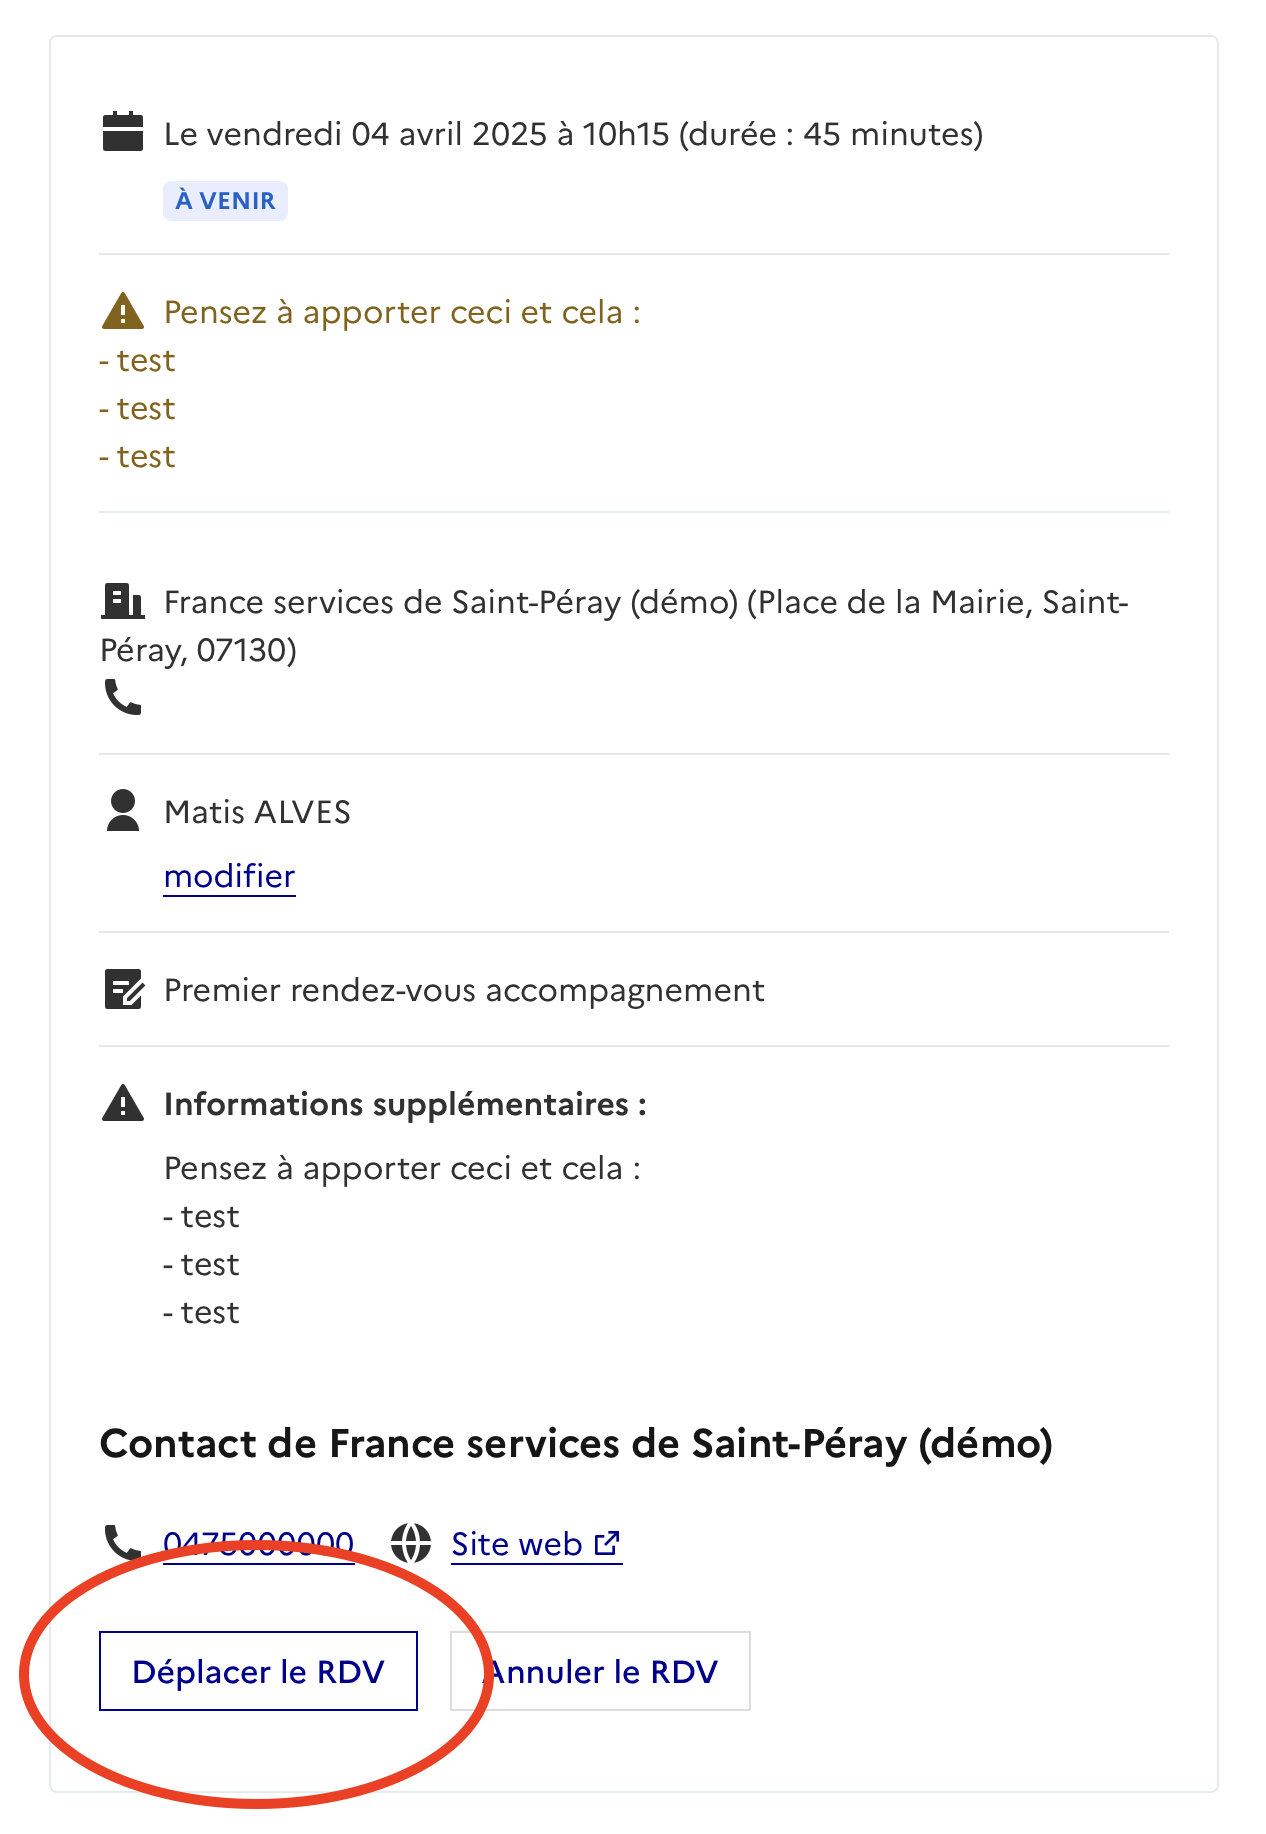 Le vendredi 04 avril 2025 à 10h15 (durée : 45 minutes)
À VENIR
Pensez à apporter ceci et cela :
- test
- test
- test
France services de Saint-Péray (démo) (Place de la Mairie, Saint-
Péray, 07130)
Matis ALVES
modifier
Premier rendez-vous accompagnement
Informations supplémentaires :
Pensez à apporter ceci et cela :
- test
- test
- test
Contact de France services de Saint-Péray (démo)
0475000000 Site web
Déplacer le RDV Annuler le RDV